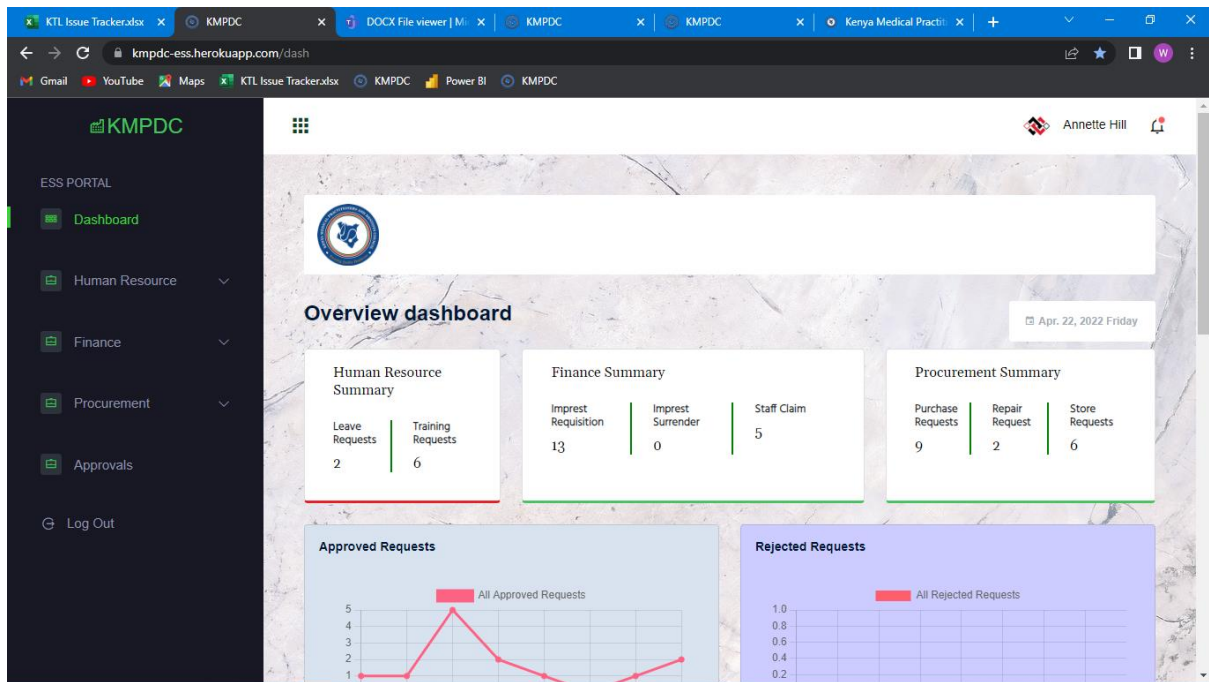 KTL Issue Tracker.xlsx
KMPDC
DOCX File viewer | Mi
KMPDC
KMPDC
Kenya Medical Practiti
kmpdc-ess.herokuapp.com/dash
W
Gmail
YouTube
Maps
KTL Issue Tracker.xlsx
KMPDC
Power BI
KMPDC
KMPDC
Annette Hill
ESS PORTAL
Dashboard
Human Resource
Finance
Procurement
Approvals
Log Out
Overview dashboard
Apr. 22, 2022 Friday
Human Resource
Summary
Leave
Requests
2
Training
Requests
6
Finance Summary
Imprest
Requisition
13
Imprest
Surrender
0
Staff Claim
5
Procurement Summary
Purchase
Requests
9
Repair
Request
2
Store
Requests
6
Approved Requests
All Approved Requests
5
4
3
2
1
Rejected Requests
All Rejected Requests
1.0
0.8
0.6
0.4
0.2